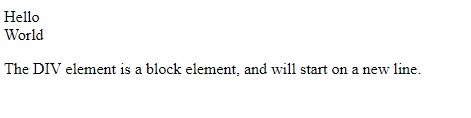 Hello
World
The DIV element is a block element, and will start on a new line.